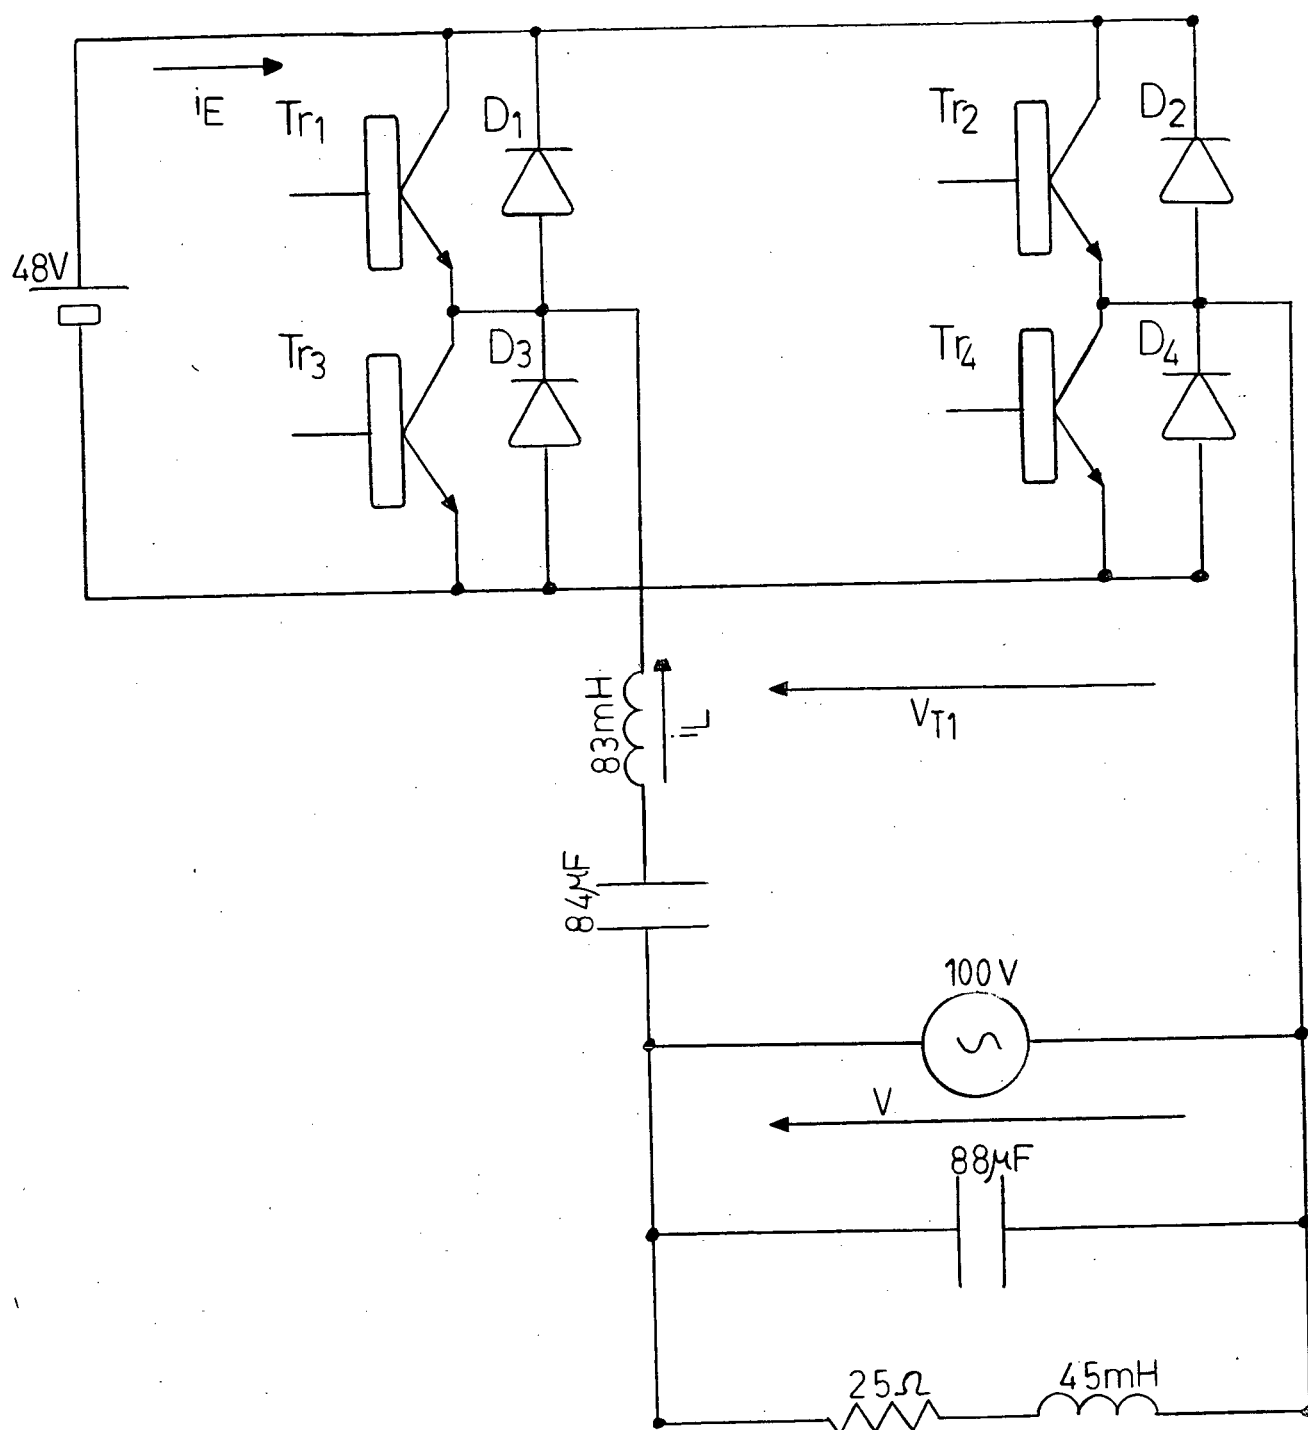 iE
Tr1
D1
Tr2
D2
48V
Tr3
D3
Tr4
D4
83mH
iL
VT1
84μF
100V
V
88μF
25Ω
45mH